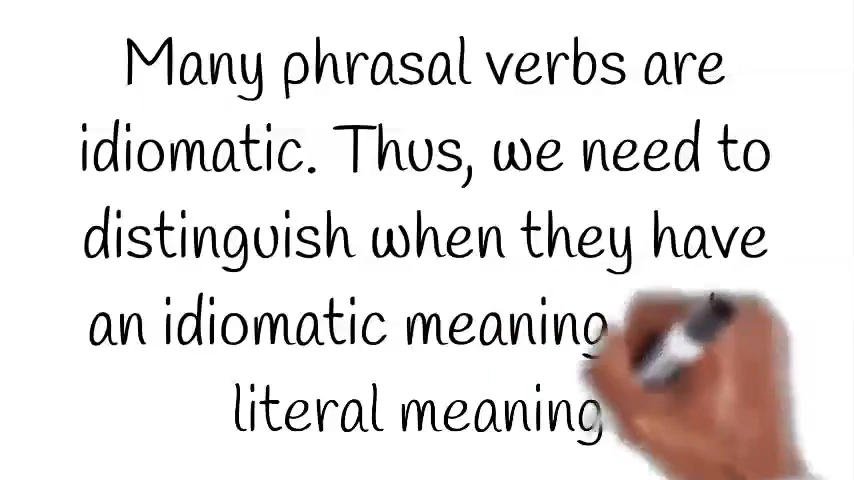 Many phrasal verbs are
idiomatic. Thus, we need to
distinguish when they have
an idiomatic meaning
literal meaning